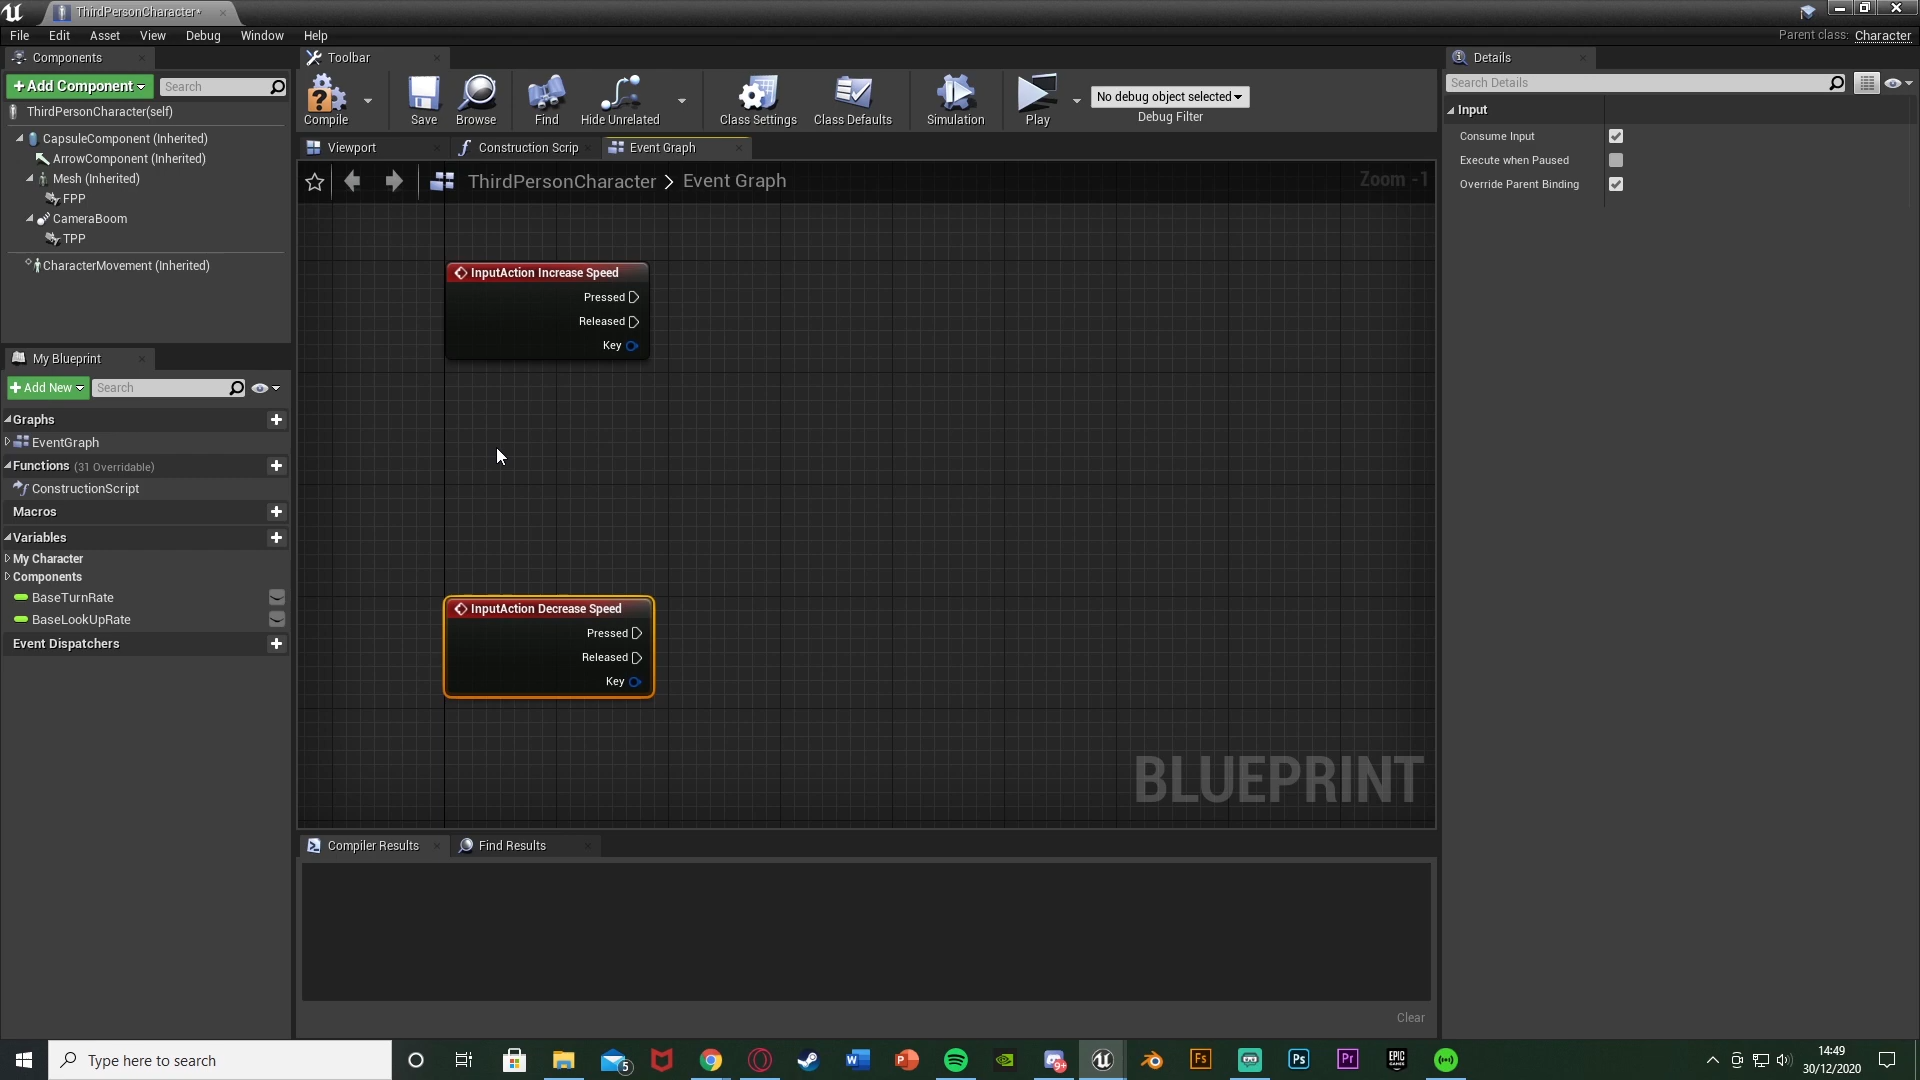 ThirdPersonCharacter*
File Edit Asset View Debug Window Help
Parent class: Character
Components
+Add Component
Search
ThirdPersonCharacter(self)
CapsuleComponent (Inherited)
ArrowComponent (Inherited)
Mesh (Inherited)
FPP
CameraBoom
TPP
CharacterMovement (Inherited)
My Blueprint
+Add New
Search
Graphs
EventGraph
Functions (31 Overridable)
ConstructionScript
Macros
Variables
My Character
Components
BaseTurnRate
BaseLookUpRate
Event Dispatchers
Toolbar
Compile
Save
Browse
Find
Hide Unrelated
Class Settings
Class Defaults
Simulation
Play
No debug object selected
Debug Filter
Viewport
Construction Scrip
Event Graph
ThirdPersonCharacter > Event Graph
Zoom -1
InputAction Increase Speed
Pressed
Released
Key
InputAction Decrease Speed
Pressed
Released
Key
BLUEPRINT
Compiler Results
Find Results
Clear
Details
Search Details
Input
Consume Input
Execute when Paused
Override Parent Binding
Type here to search
5
9+
Fs
Ps
Pr
EPIC
14:49
30/12/2020